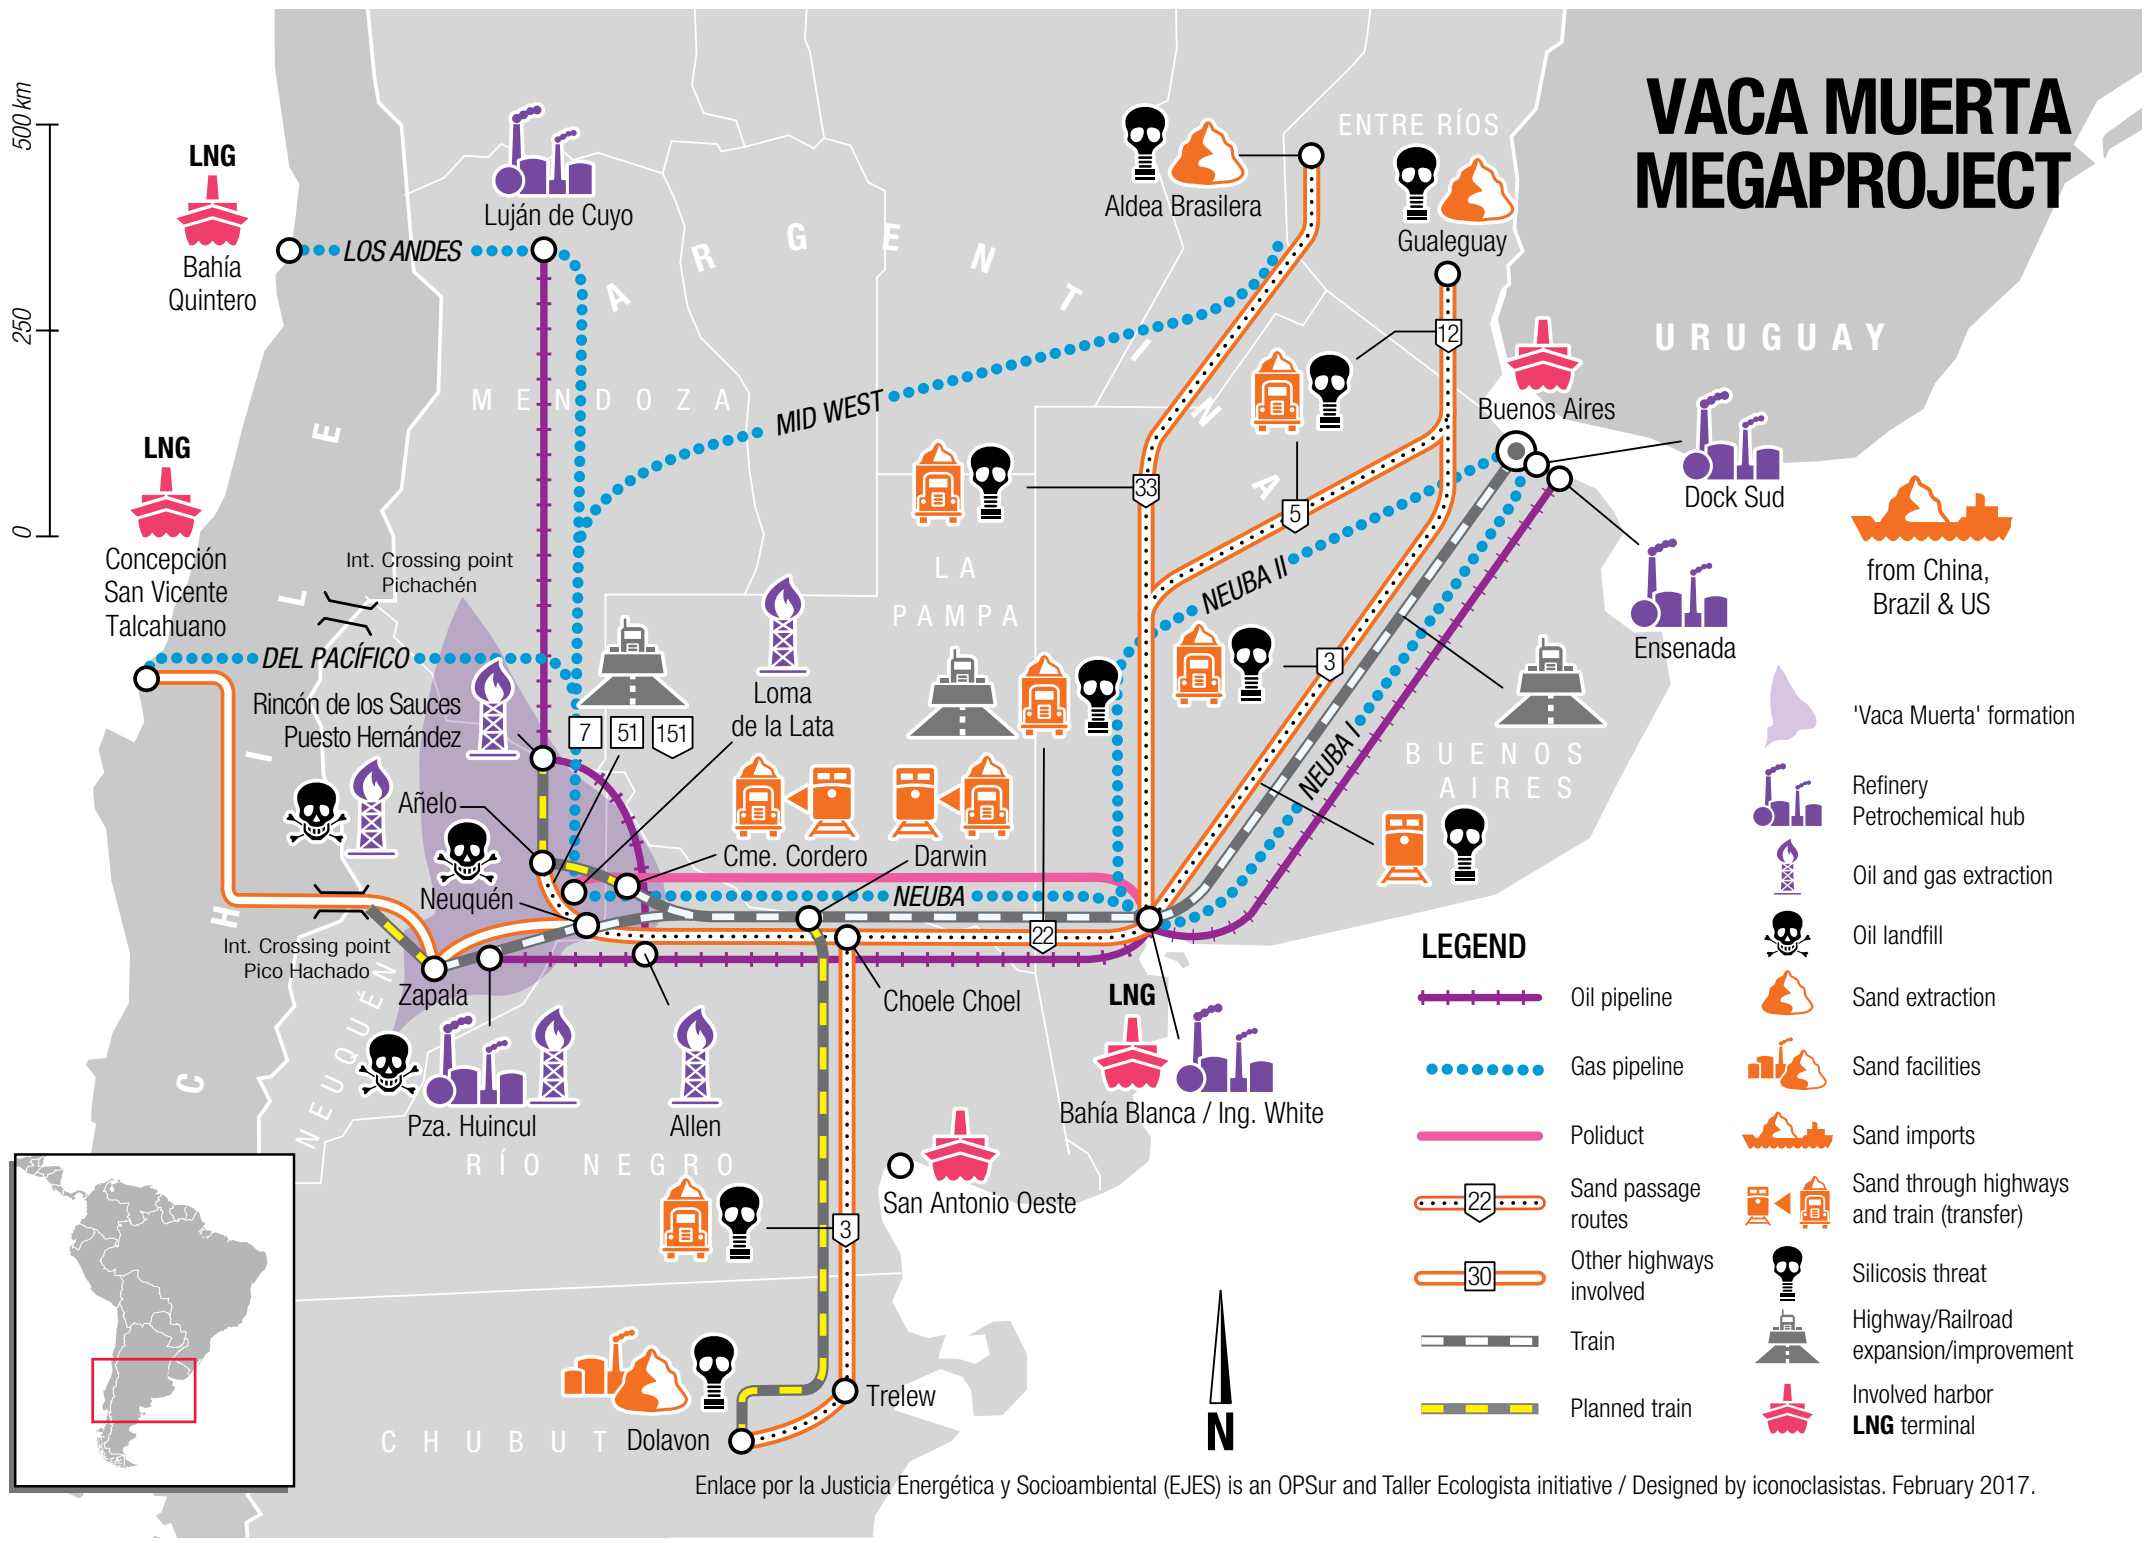 VACA MUERTA
MEGAPROJECT
500 km
250
0
LNG
Bahía
Quintero
LOS ANDES
Luján de Cuyo
Aldea Brasilera
ENTRE RÍOS
Gualeguay
URUGUAY
ARGENTINA
CHILE
MENDOZA
MID WEST
12
Buenos Aires
Dock Sud
5
33
LNG
Concepción
San Vicente
Talcahuano
Int. Crossing point
Pichachén
DEL PACÍFICO
LA
PAMPA
NEUBA II
Ensenada
from China,
Brazil & US
Rincón de los Sauces
Puesto Hernández
7
51
151
Loma
de la Lata
3
NEUBA I
BUENOS
AIRES
Añelo
Neuquén
Cme. Cordero
Darwin
NEUBA
22
Int. Crossing point
Pico Hachado
Zapala
NEUQUÉN
Choele Choel
LNG
Bahía Blanca / Ing. White
Pza. Huincul
Allen
RÍO NEGRO
San Antonio Oeste
3
Trelew
CHUBUT
Dolavon
N
LEGEND
Oil pipeline
Gas pipeline
Poliduct
22
Sand passage
routes
30
Other highways
involved
Train
Planned train
'Vaca Muerta' formation
Refinery
Petrochemical hub
Oil and gas extraction
Oil landfill
Sand extraction
Sand facilities
Sand imports
Sand through highways
and train (transfer)
Silicosis threat
Highway/Railroad
expansion/improvement
Involved harbor
LNG terminal
Enlace por la Justicia Energética y Socioambiental (EJES) is an OPSur and Taller Ecologista initiative / Designed by iconoclasistas. February 2017.